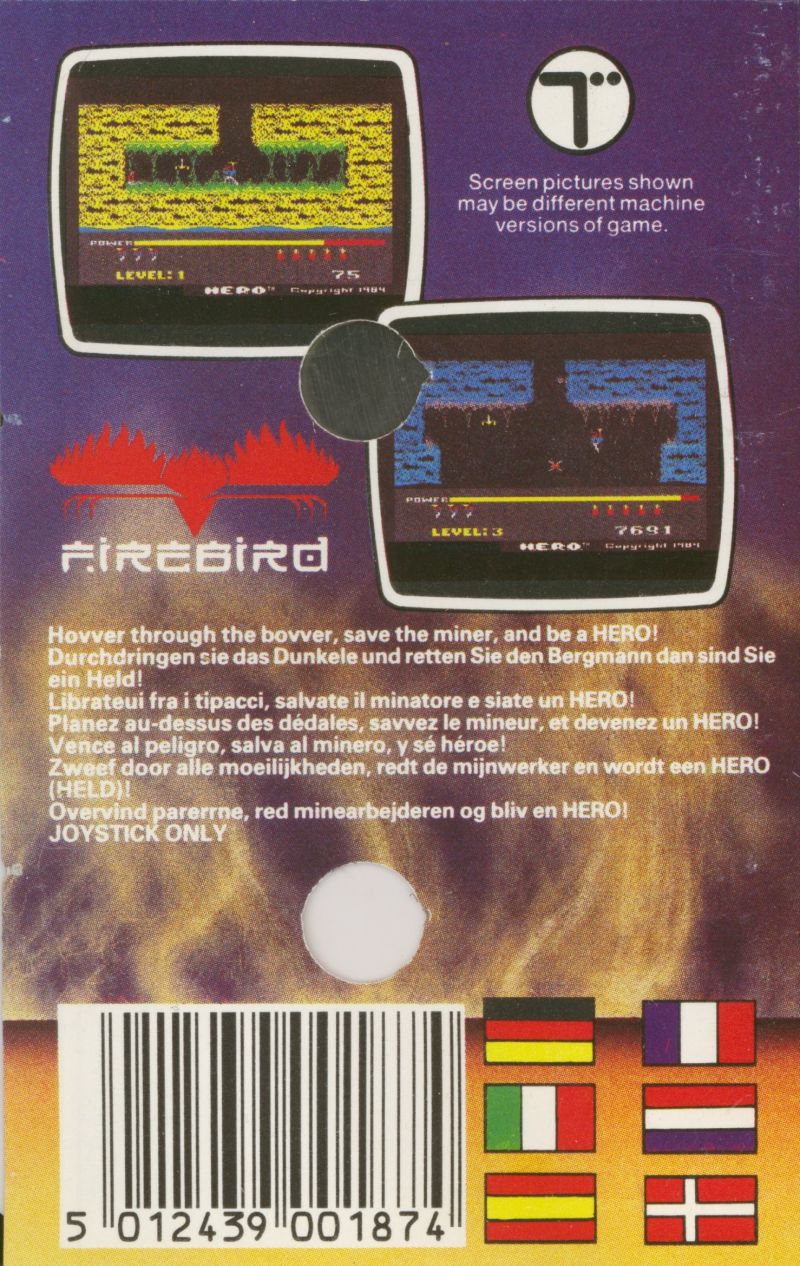 Screen pictures shown
may be different machine
versions of game.
POWER
LEVEL: 1 75
HERO™ Copyright 1984
POWER
LEVEL: 3 7691
HERO™ Copyright 1984
FIREBIRD
Hovver through the bovver, save the miner, and be a HERO!
Durchdringen sie das Dunkele und retten Sie den Bergmann dan sind Sie
ein Held!
Librateui fra i tipacci, salvate il minatore e siate un HERO!
Planez au-dessus des dédales, savvez le mineur, et devenez un HERO!
Vence al peligro, salva al minero, y sé héroe!
Zweef door alle moeilijkheden, redt de mijnwerker en wordt een HERO
(HELD)!
Overvind parerrne, red minearbejderen og bliv en HERO!
JOYSTICK ONLY
5 012439 001874